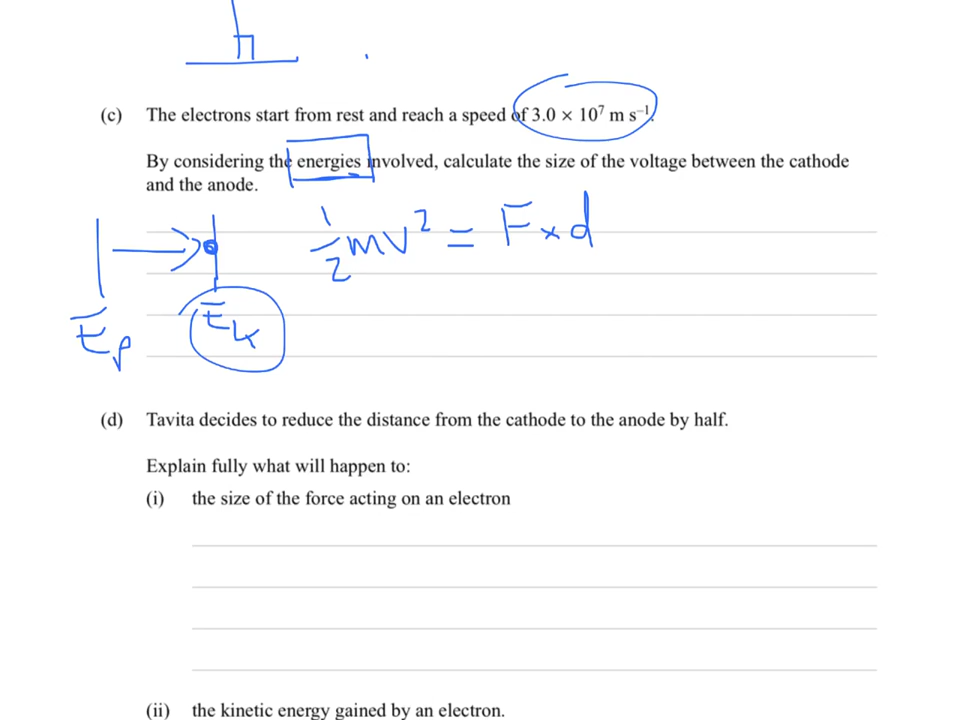 h
(c) The electrons start from rest and reach a speed of 3.0 × 10⁷ m s⁻¹.
By considering the energies involved, calculate the size of the voltage between the cathode
and the anode.
½mv² = F × d
Ep Ek
(d) Tavita decides to reduce the distance from the cathode to the anode by half.
Explain fully what will happen to:
(i) the size of the force acting on an electron
(ii) the kinetic energy gained by an electron.